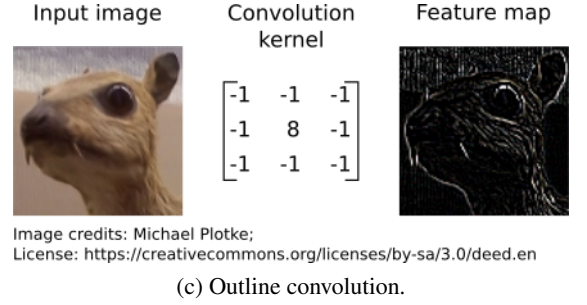 Input image
Convolution
kernel
Feature map
-1 -1 -1
-1 8 -1
-1 -1 -1
Image credits: Michael Plotke;
License: https://creativecommons.org/licenses/by-sa/3.0/deed.en
(c) Outline convolution.